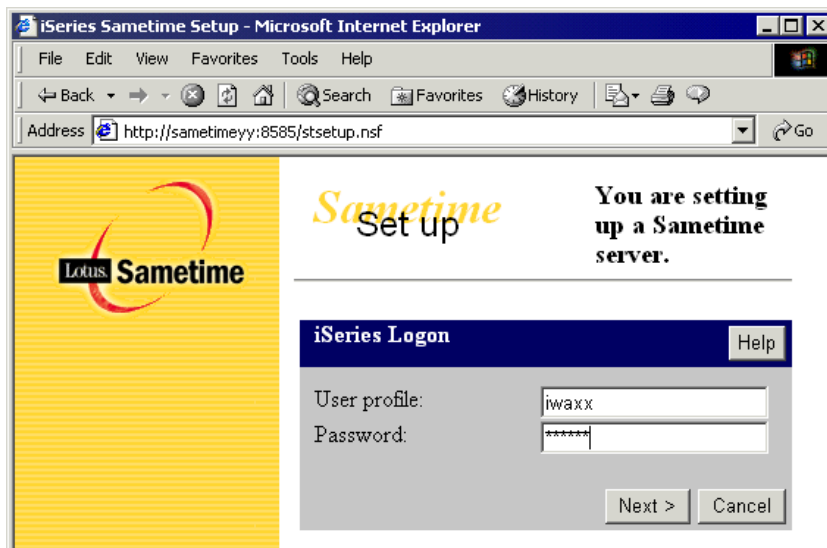 iSeries Sametime Setup - Microsoft Internet Explorer
File Edit View Favorites Tools Help
Back Search Favorites History
Address http://sametimeyy:8585/stsetup.nsf Go
Lotus. Sametime
Sametime
Set up
You are setting
up a Sametime
server.
iSeries Logon Help
User profile: iwaxx
Password: ******
Next > Cancel